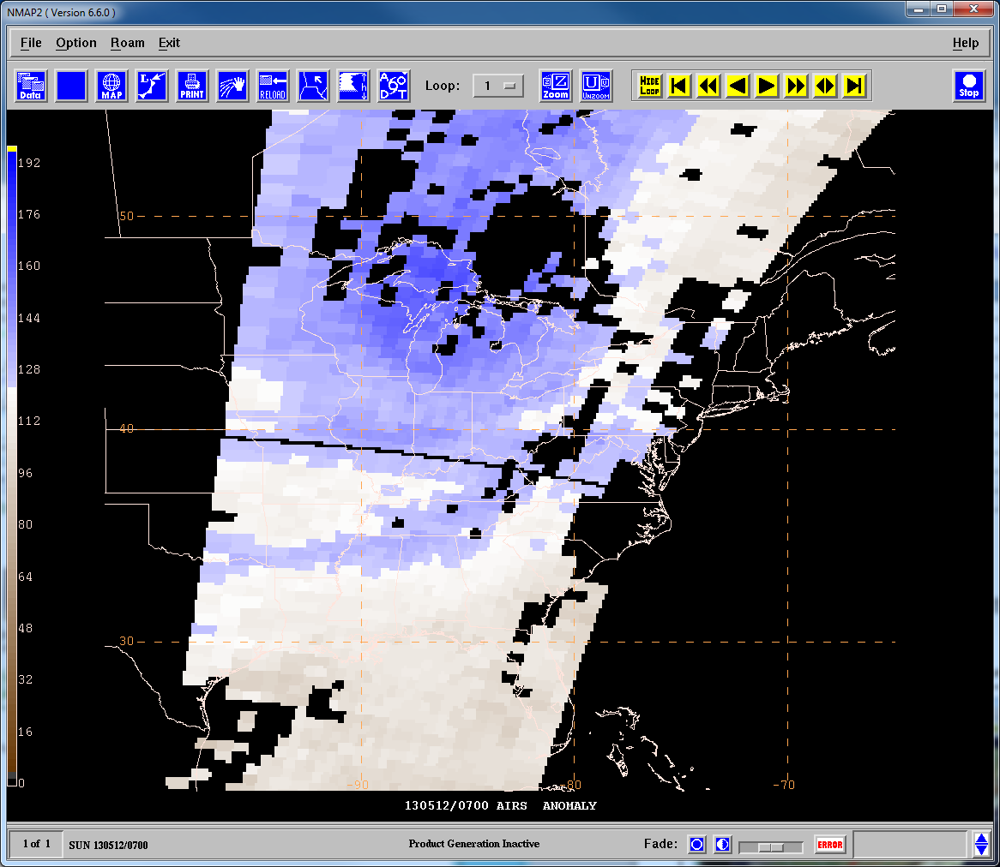 NMAP2 ( Version 6.6.0 )
File Option Roam Exit Help
Data MAP L PRINT RELOAD A60DT Loop: 1 Zoom UNZOOM HIDE LOOP Stop
192
176
160
144
128
112
96
80
64
48
32
16
0
50
40
30
-90 -80 -70
130512/0700 AIRS ANOMALY
1 of 1 SUN 130512/0700 Product Generation Inactive Fade: ERROR